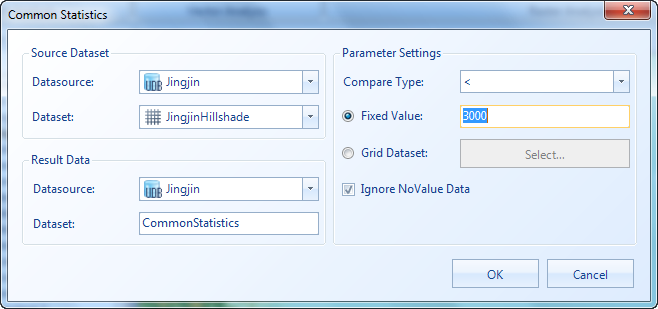 Common Statistics
Source Dataset
Datasource: UDB Jingjin
Dataset: JingjinHillshade
Result Data
Datasource: UDB Jingjin
Dataset: CommonStatistics
Parameter Settings
Compare Type: <
Fixed Value: 3000
Grid Dataset: Select...
Ignore NoValue Data
OK
Cancel